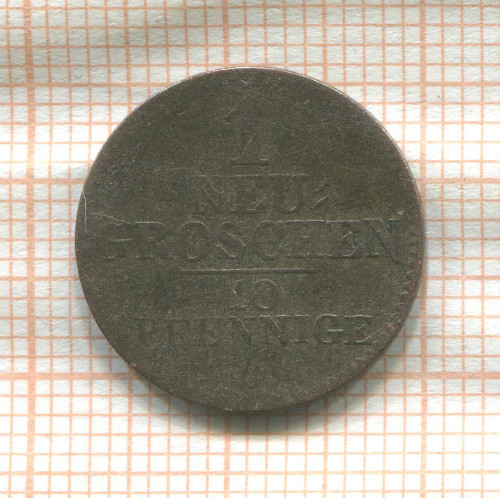 1
NEU=
GROSCHEN
10
PFENNIGE